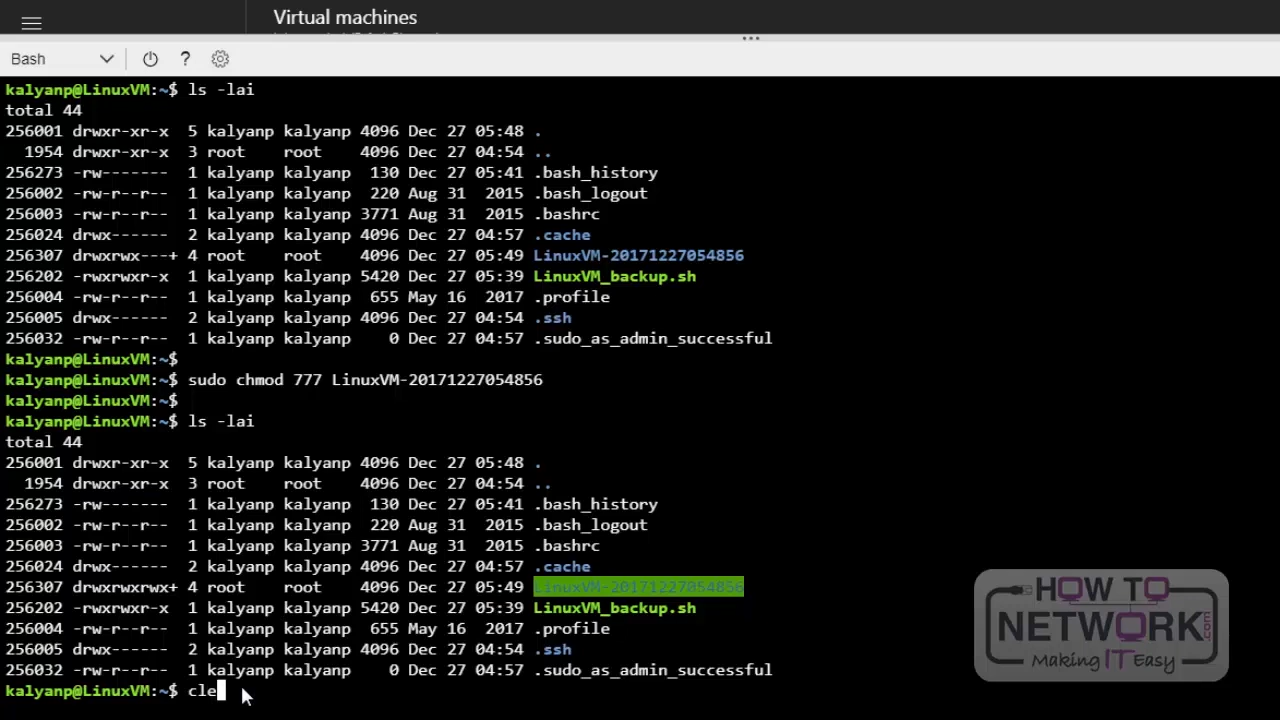 Virtual machines
Bash
?
kalyanp@LinuxVM:~$ ls -lai
total 44
256001 drwxr-xr-x 5 kalyanp kalyanp 4096 Dec 27 05:48 .
1954 drwxr-xr-x 3 root root 4096 Dec 27 04:54 ..
256273 -rw------- 1 kalyanp kalyanp 130 Dec 27 05:41 .bash_history
256002 -rw-r--r-- 1 kalyanp kalyanp 220 Aug 31 2015 .bash_logout
256003 -rw-r--r-- 1 kalyanp kalyanp 3771 Aug 31 2015 .bashrc
256024 drwx------ 2 kalyanp kalyanp 4096 Dec 27 04:57 .cache
256307 drwxrwx---+ 4 root root 4096 Dec 27 05:49 LinuxVM-20171227054856
256202 -rwxrwxr-x 1 kalyanp kalyanp 5420 Dec 27 05:39 LinuxVM_backup.sh
256004 -rw-r--r-- 1 kalyanp kalyanp 655 May 16 2017 .profile
256005 drwx------ 2 kalyanp kalyanp 4096 Dec 27 04:54 .ssh
256032 -rw-r--r-- 1 kalyanp kalyanp 0 Dec 27 04:57 .sudo_as_admin_successful
kalyanp@LinuxVM:~$
kalyanp@LinuxVM:~$ sudo chmod 777 LinuxVM-20171227054856
kalyanp@LinuxVM:~$
kalyanp@LinuxVM:~$ ls -lai
total 44
256001 drwxr-xr-x 5 kalyanp kalyanp 4096 Dec 27 05:48 .
1954 drwxr-xr-x 3 root root 4096 Dec 27 04:54 ..
256273 -rw------- 1 kalyanp kalyanp 130 Dec 27 05:41 .bash_history
256002 -rw-r--r-- 1 kalyanp kalyanp 220 Aug 31 2015 .bash_logout
256003 -rw-r--r-- 1 kalyanp kalyanp 3771 Aug 31 2015 .bashrc
256024 drwx------ 2 kalyanp kalyanp 4096 Dec 27 04:57 .cache
256307 drwxrwxrwx+ 4 root root 4096 Dec 27 05:49 LinuxVM-20171227054856
256202 -rwxrwxr-x 1 kalyanp kalyanp 5420 Dec 27 05:39 LinuxVM_backup.sh
256004 -rw-r--r-- 1 kalyanp kalyanp 655 May 16 2017 .profile
256005 drwx------ 2 kalyanp kalyanp 4096 Dec 27 04:54 .ssh
256032 -rw-r--r-- 1 kalyanp kalyanp 0 Dec 27 04:57 .sudo_as_admin_successful
kalyanp@LinuxVM:~$ cle
HOW TO
NETWORK.com
Making IT Easy